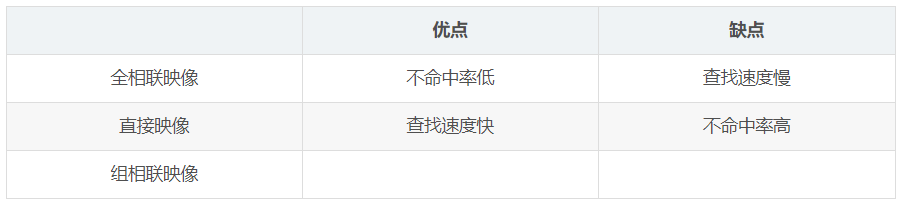 优点 缺点
全相联映像 不命中率低 查找速度慢
直接映像 查找速度快 不命中率高
组相联映像